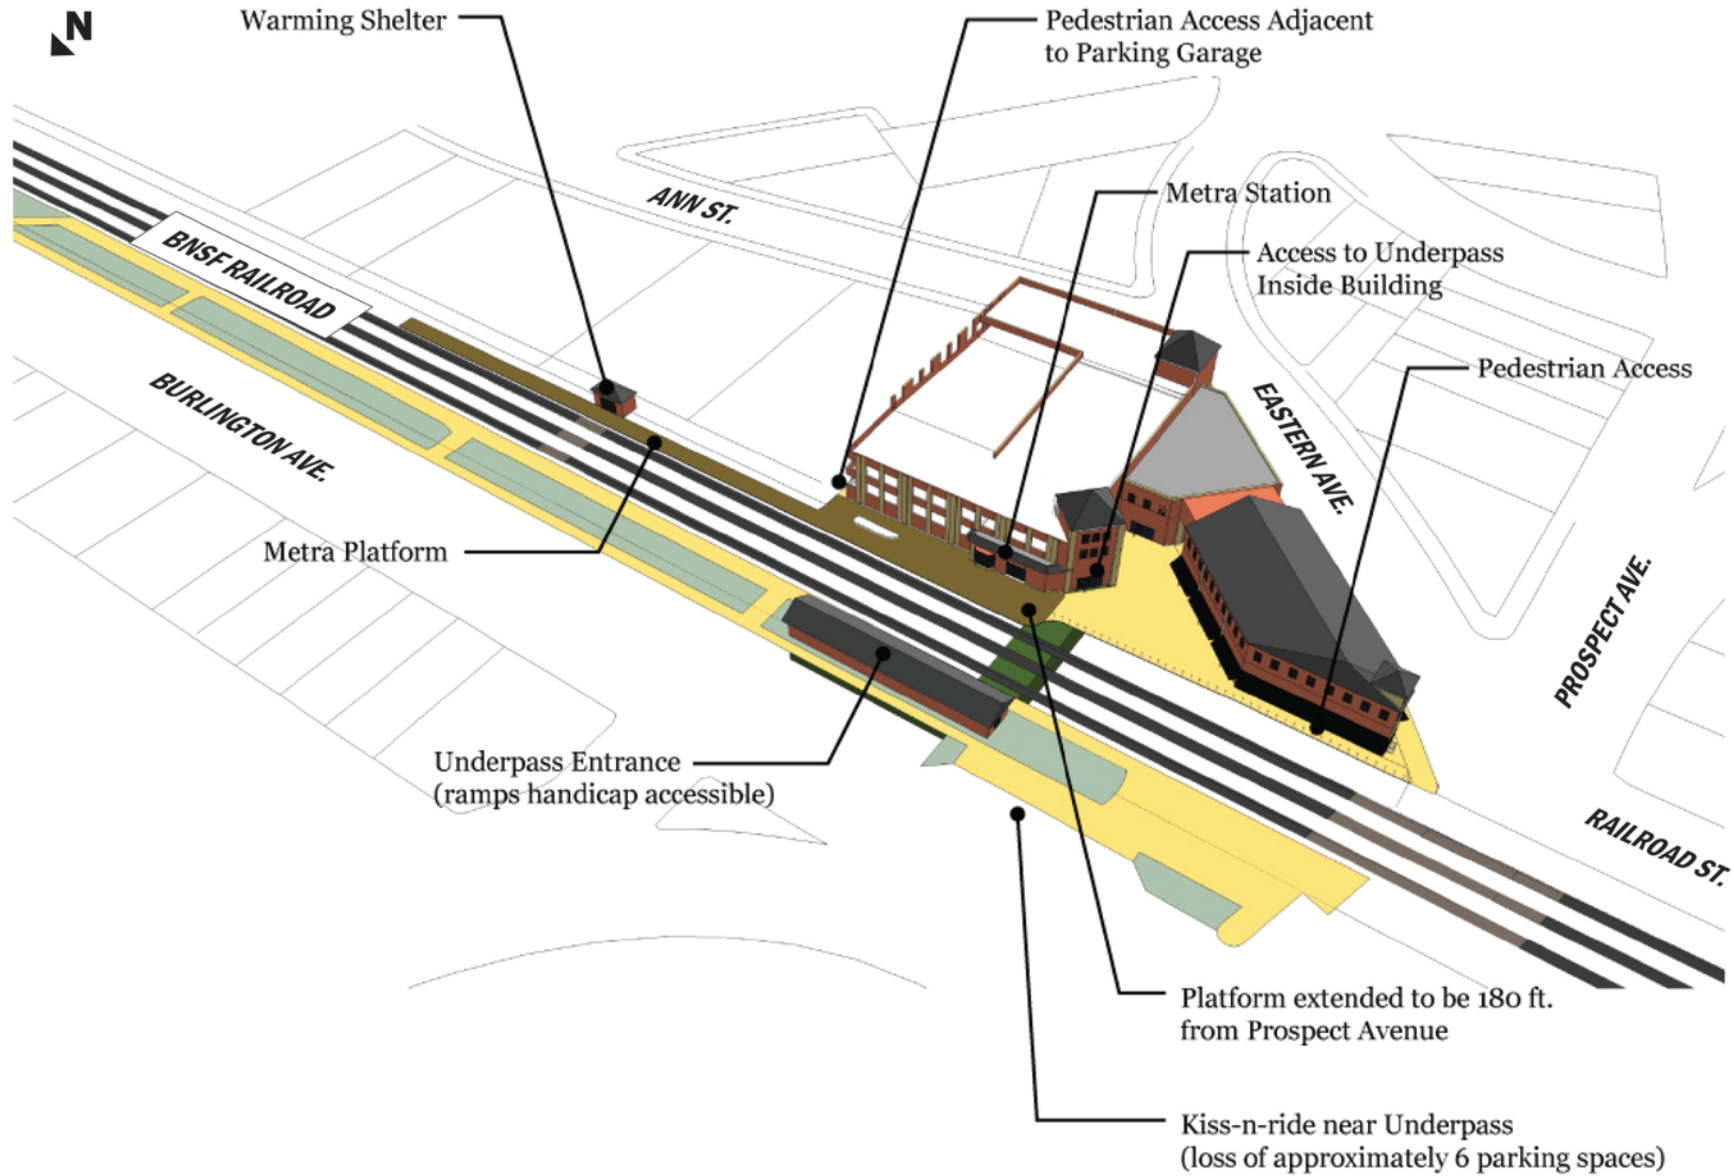 N
Warming Shelter
Pedestrian Access Adjacent
to Parking Garage
ANN ST.
Metra Station
BNSF RAILROAD
Access to Underpass
Inside Building
Pedestrian Access
BURLINGTON AVE.
EASTERN AVE.
Metra Platform
PROSPECT AVE.
Underpass Entrance
(ramps handicap accessible)
RAILROAD ST.
Platform extended to be 180 ft.
from Prospect Avenue
Kiss-n-ride near Underpass
(loss of approximately 6 parking spaces)